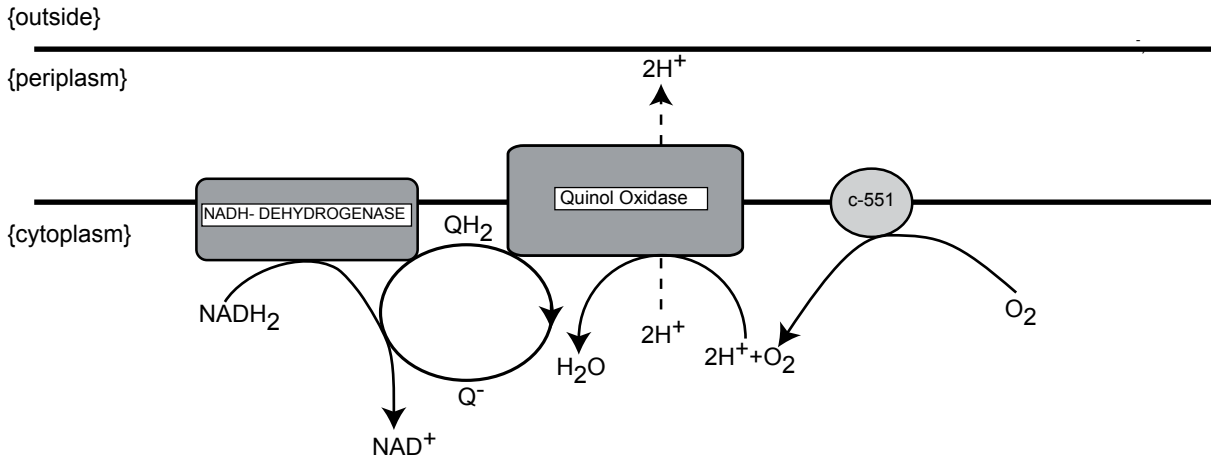 {outside}
{periplasm}
2H+
NADH- DEHYDROGENASE
QH2
Quinol Oxidase
c-551
{cytoplasm}
NADH2
2H+
O2
H2O
2H++O2
Q-
NAD+